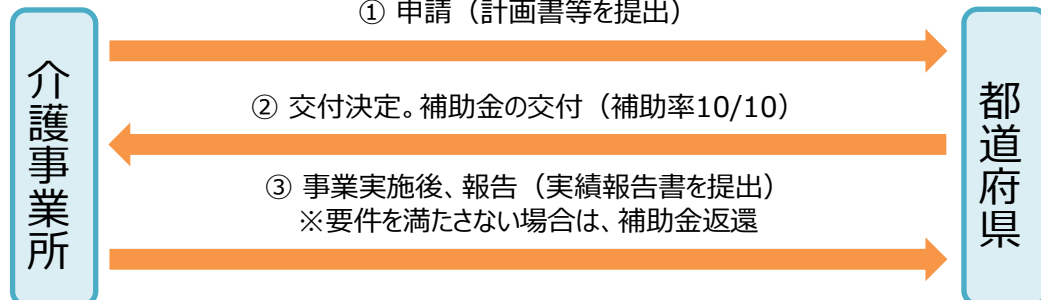 ① 申請（計画書等を提出）
介護事業所
② 交付決定。補助金の交付（補助率10/10）
都道府県
③ 事業実施後、報告（実績報告書を提出）
※要件を満たさない場合は、補助金返還